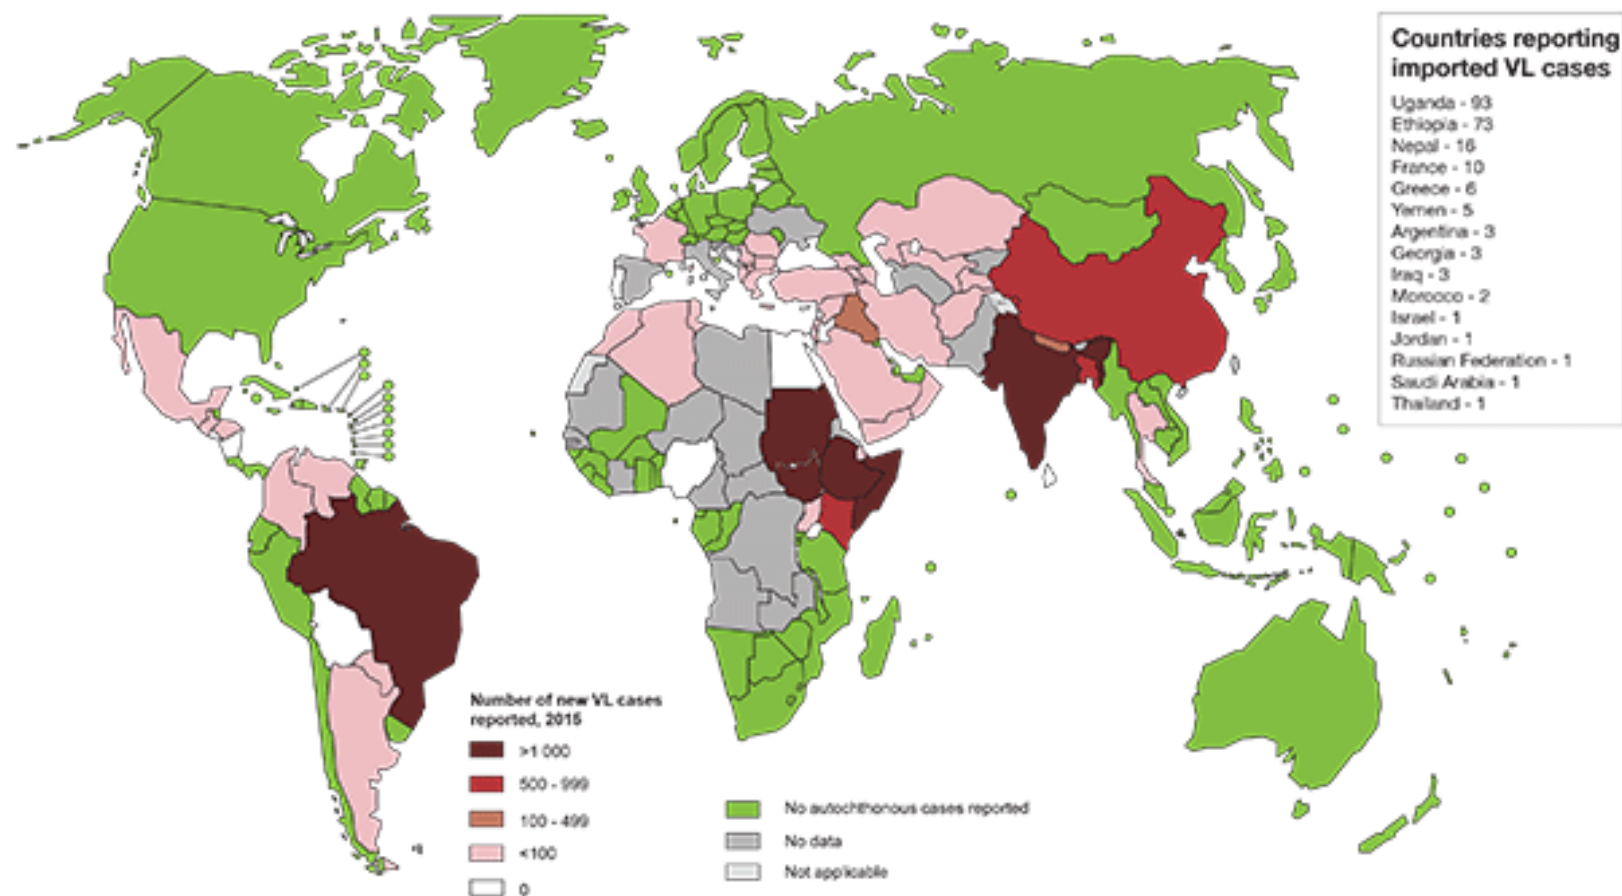 Countries reporting
imported VL cases
Uganda - 93
Ethiopia - 73
Nepal - 16
France - 10
Greece - 6
Yemen - 5
Argentina - 3
Georgia - 3
Iraq - 3
Morocco - 2
Israel - 1
Jordan - 1
Russian Federation - 1
Saudi Arabia - 1
Thailand - 1
Number of new VL cases
reported, 2015
>1 000
500 - 999
100 - 499
<100
0
No autochthonous cases reported
No data
Not applicable